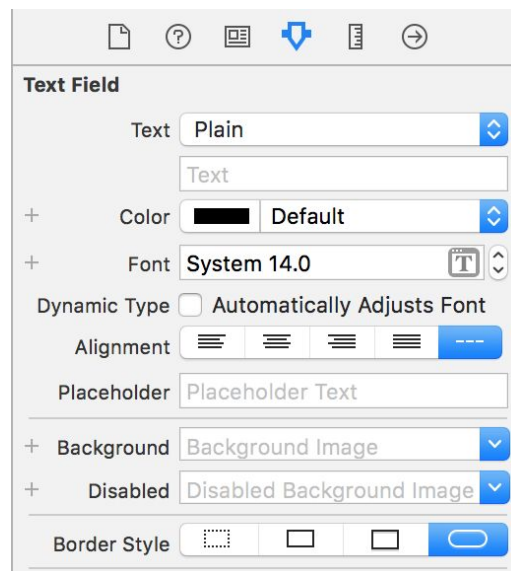 Text Field
Text Plain
Text
Color Default
Font System 14.0 T
Dynamic Type Automatically Adjusts Font
Alignment ---
Placeholder Placeholder Text
Background Background Image
Disabled Disabled Background Image
Border Style